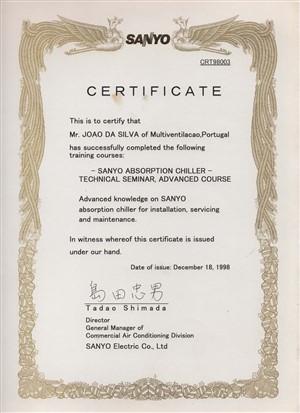 SANYO
CRT98003
CERTIFICATE
This is to certify that
Mr. JOAO DA SILVA of Multiventilacao,Portugal
has successfully completed the following
training courses:
– SANYO ABSORPTION CHILLER –
TECHNICAL SEMINAR, ADVANCED COURSE
Advanced knowledge on SANYO
absorption chiller for installation, servicing
and maintenance.
In witness whereof this certificate is issued
under our hand.
Date of issue: December 18, 1998
島田忠男
Tadao Shimada
Director
General Manager of
Commercial Air Conditioning Division
SANYO Electric Co., Ltd